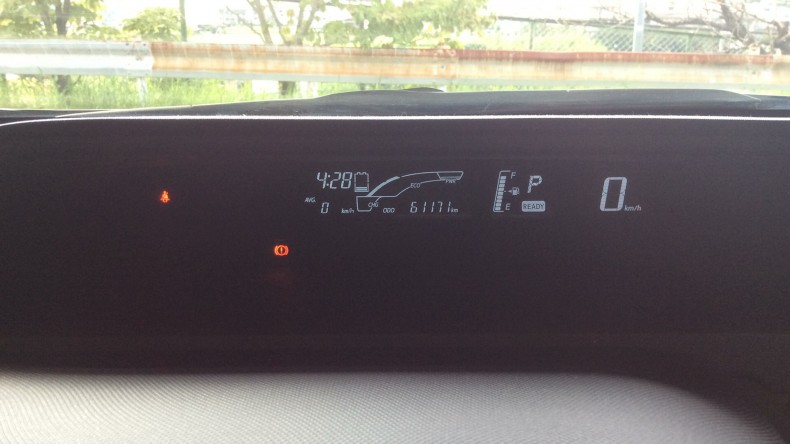 4:28
ECO
PWR
AVG.
0 km/h
CHG
ODO 61171 km
F
E
P
READY
0 km/h